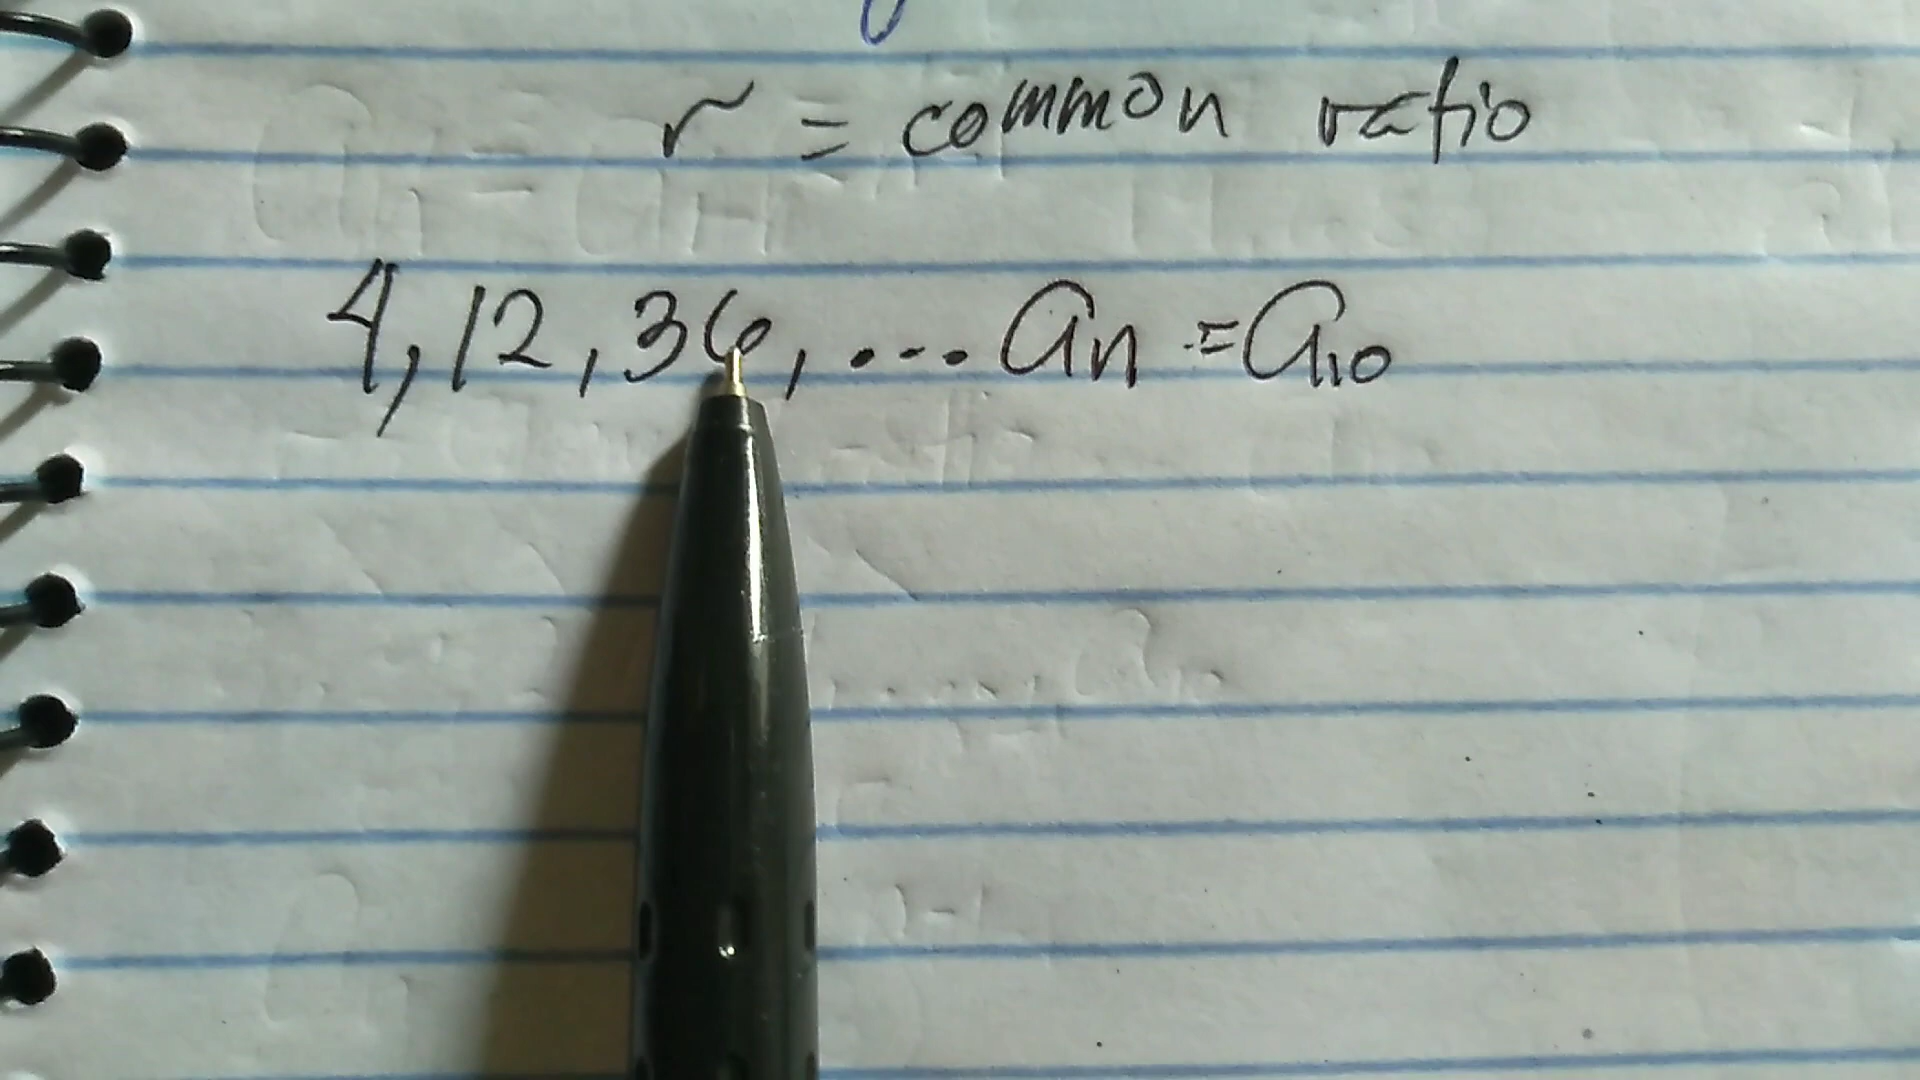 r = common ratio
4, 12, 36, ... an = a10